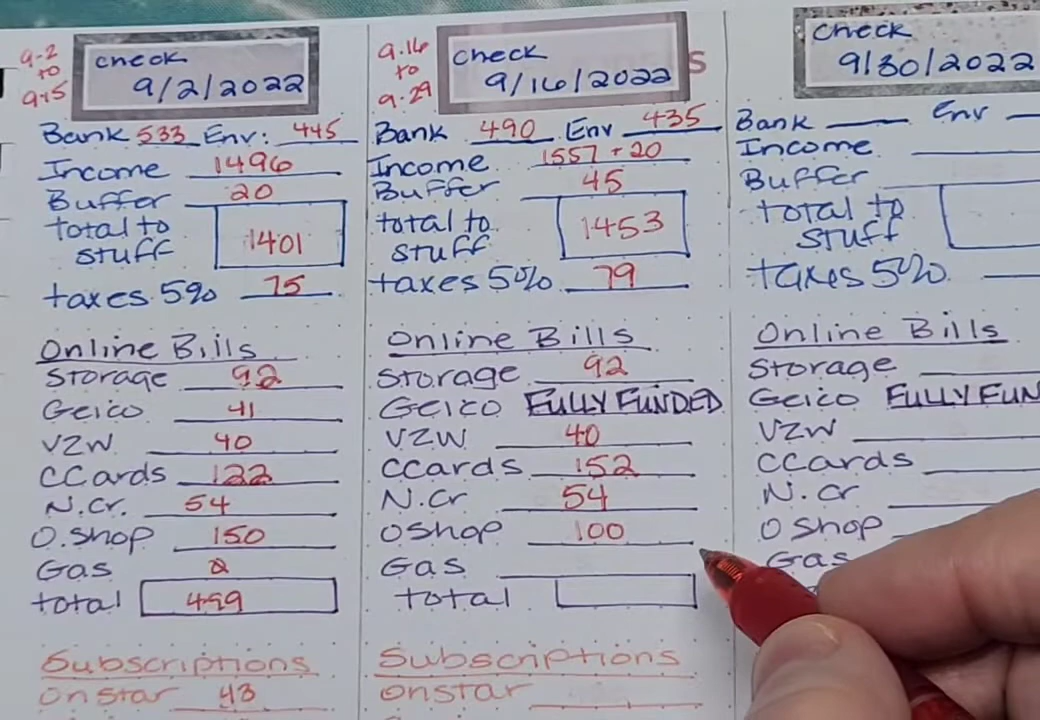 9-2 to 9-15
check
9/2/2022
Bank 533 Env: 445
Income 1496
Buffer 20
total to stuff 1401
taxes 5% 75
Online Bills
Storage 92
Geico 41
VZW 40
CCards 122
N.Cr. 54
O.Shop 150
Gas
total 499
Subscriptions
Onstar 43
9.16 to 9.29
check
9/16/2022
S
Bank 490 Env 435
Income 1557 + 20
Buffer 45
total to stuff 1453
taxes 5% 79
Online Bills
Storage 92
Geico FULLY FUNDED
VZW 40
CCards 152
N.Cr 54
OShop 100
Gas
total
Subscriptions
Onstar
check
9/30/2022
Bank Env
Income
Buffer
total to stuff
taxes 5%
Online Bills
Storage
Geico FULLY FUN
VZW
CCards
N.Cr
O Shop
Gas